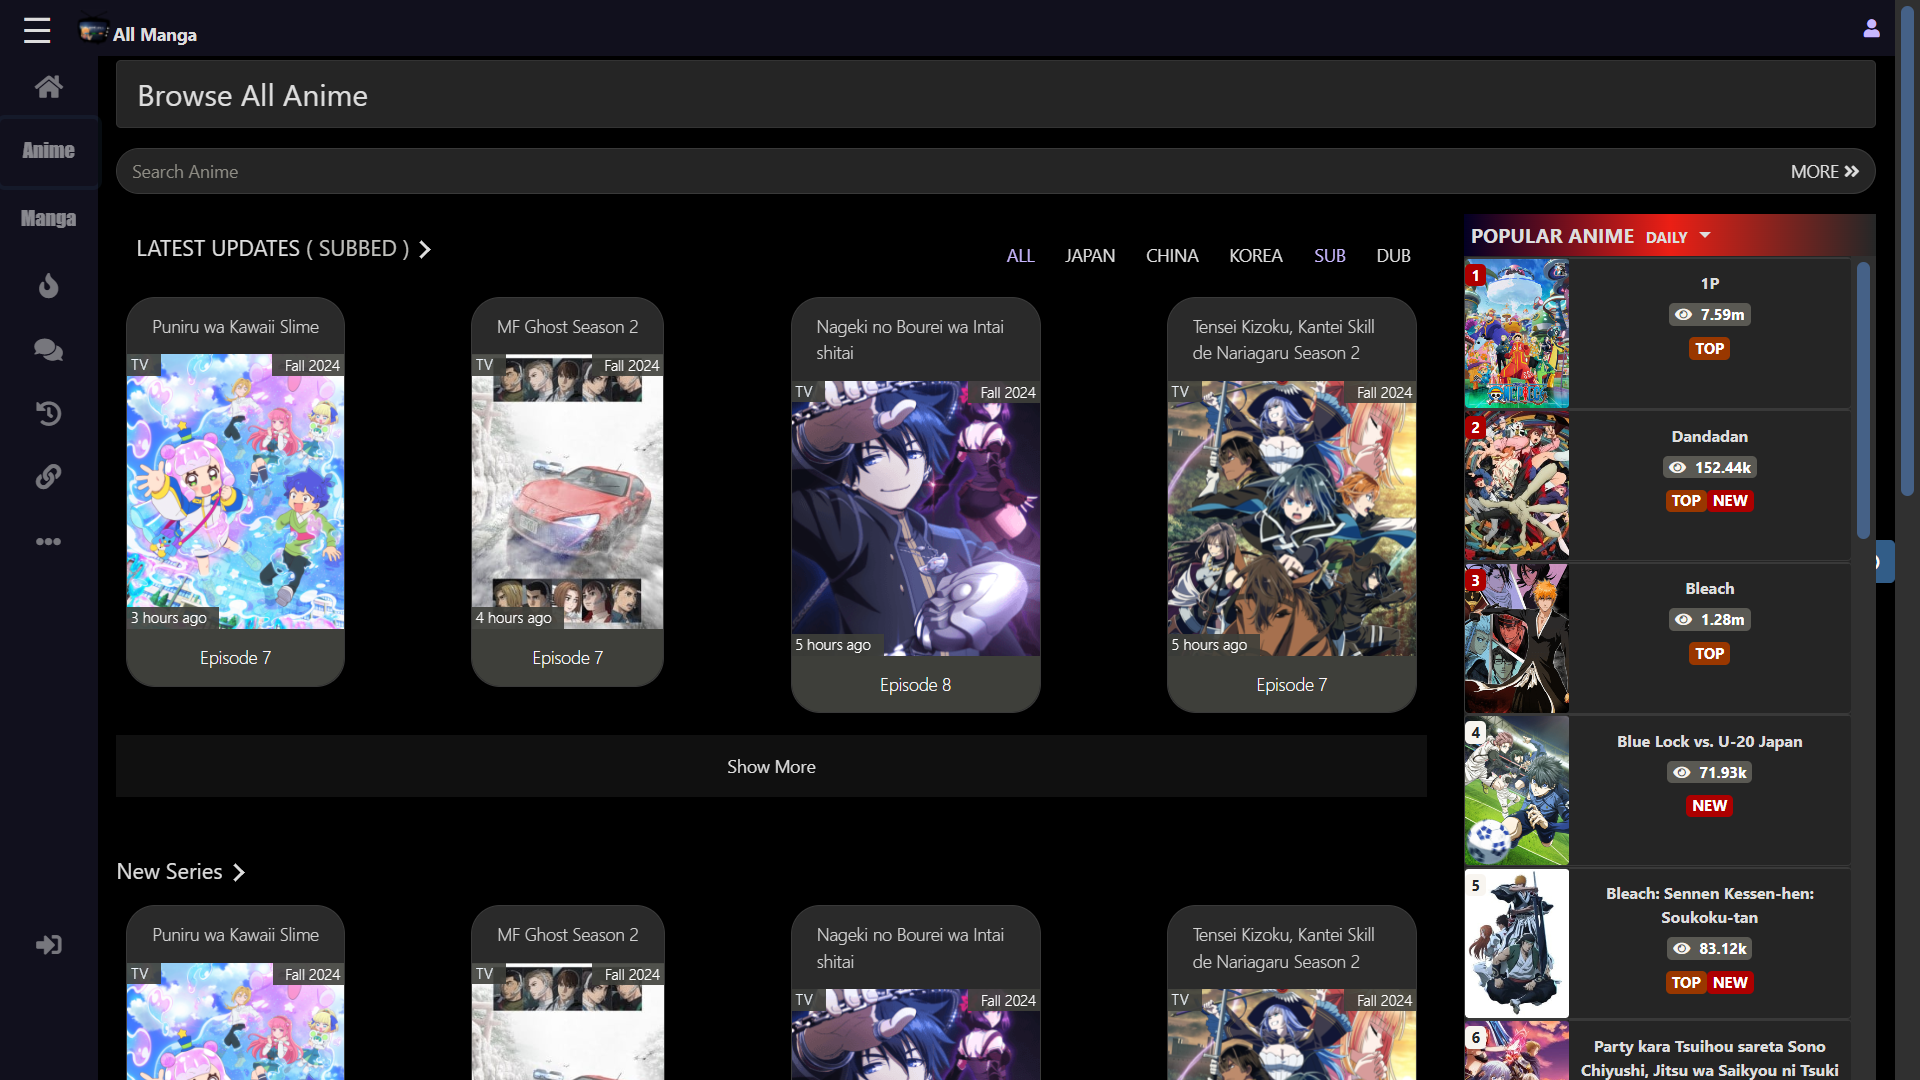 All Manga
Anime
Manga
Browse All Anime
Search Anime
MORE
LATEST UPDATES ( SUBBED )
ALL JAPAN CHINA KOREA SUB DUB
Puniru wa Kawaii Slime
TV
Fall 2024
3 hours ago
Episode 7
MF Ghost Season 2
TV
Fall 2024
4 hours ago
Episode 7
Nageki no Bourei wa Intai
shitai
TV
Fall 2024
5 hours ago
Episode 8
Tensei Kizoku, Kantei Skill
de Nariagaru Season 2
TV
Fall 2024
5 hours ago
Episode 7
Show More
New Series
Puniru wa Kawaii Slime
TV
Fall 2024
MF Ghost Season 2
TV
Fall 2024
Nageki no Bourei wa Intai
shitai
TV
Fall 2024
Tensei Kizoku, Kantei Skill
de Nariagaru Season 2
TV
Fall 2024
POPULAR ANIME DAILY
1
1P
7.59m
TOP
2
Dandadan
152.44k
TOP NEW
3
Bleach
1.28m
TOP
4
Blue Lock vs. U-20 Japan
71.93k
NEW
5
Bleach: Sennen Kessen-hen:
Soukoku-tan
83.12k
TOP NEW
6
Party kara Tsuihou sareta Sono
Chiyushi, Jitsu wa Saikyou ni Tsuki